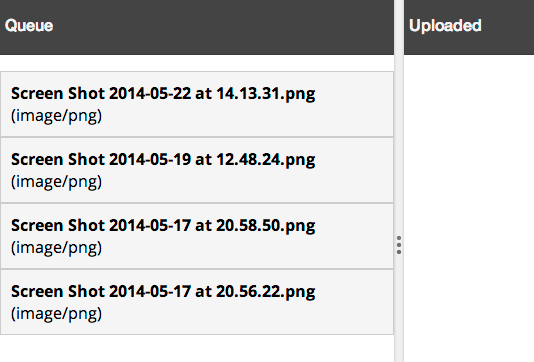 Queue
Uploaded
Screen Shot 2014-05-22 at 14.13.31.png
(image/png)
Screen Shot 2014-05-19 at 12.48.24.png
(image/png)
Screen Shot 2014-05-17 at 20.58.50.png
(image/png)
Screen Shot 2014-05-17 at 20.56.22.png
(image/png)